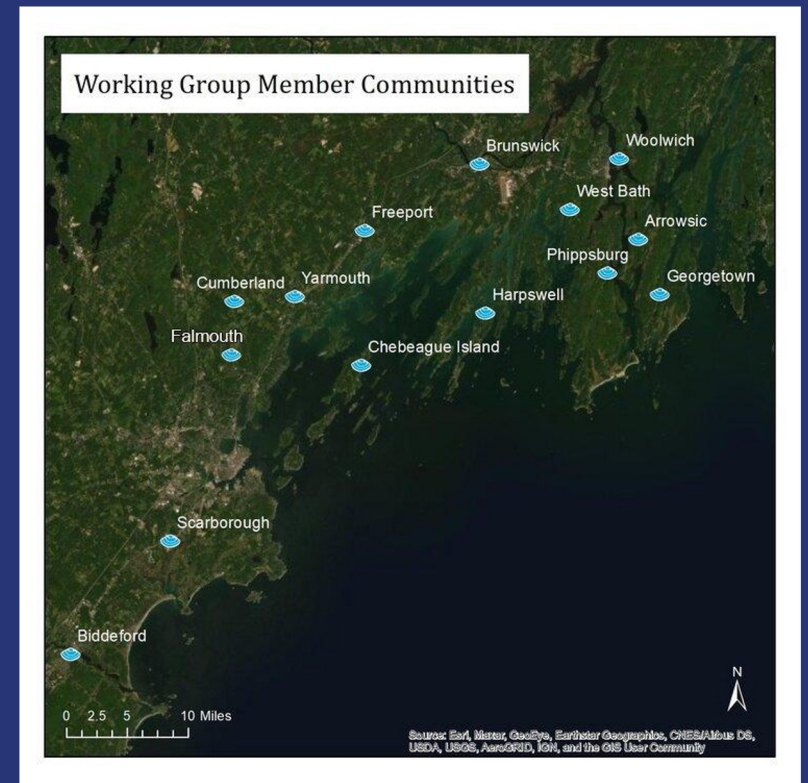 Working Group Member Communities
Brunswick
Woolwich
West Bath
Freeport
Arrowsic
Phippsburg
Georgetown
Cumberland
Yarmouth
Harpswell
Falmouth
Chebeague Island
Scarborough
Biddeford
N
0 2.5 5 10 Miles
Source: Esri, Maxar, GeoEye, Earthstar Geographics, CNES/Airbus DS,
USDA, USGS, AeroGRID, IGN, and the GIS User Community